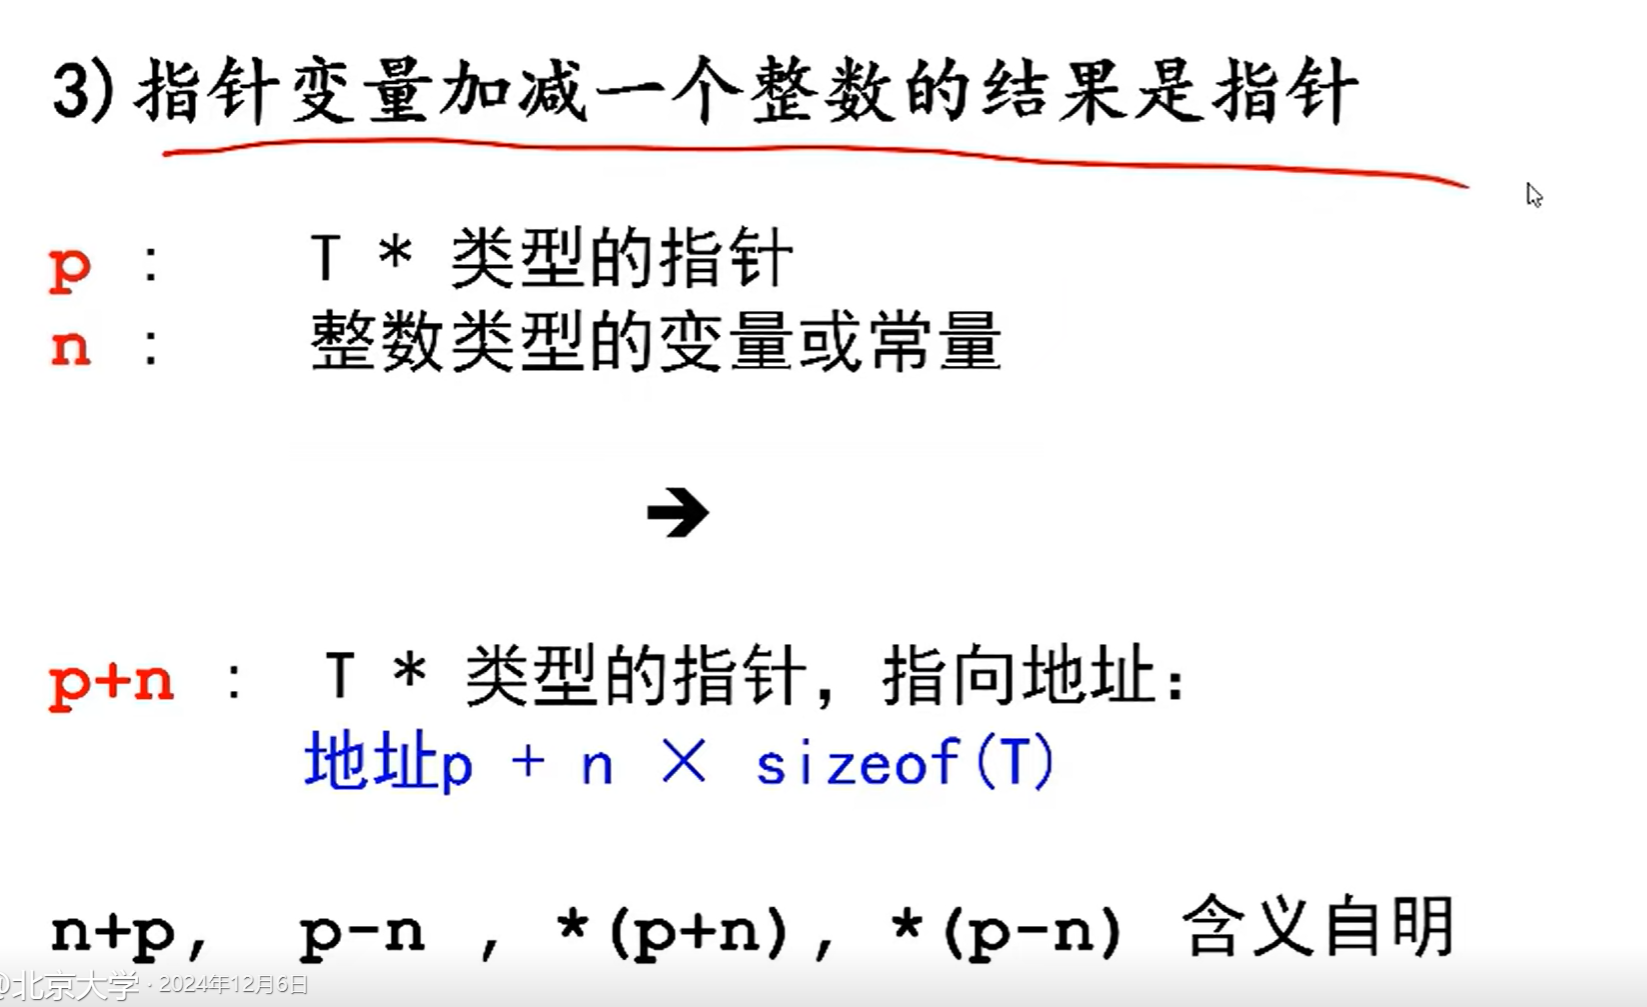 3)指针变量加减一个整数的结果是指针
p : T * 类型的指针
n : 整数类型的变量或常量
➔
p+n : T * 类型的指针，指向地址：
地址p + n × sizeof(T)
n+p, p-n , *(p+n), *(p-n) 含义自明
@北京大学 · 2024年12月6日